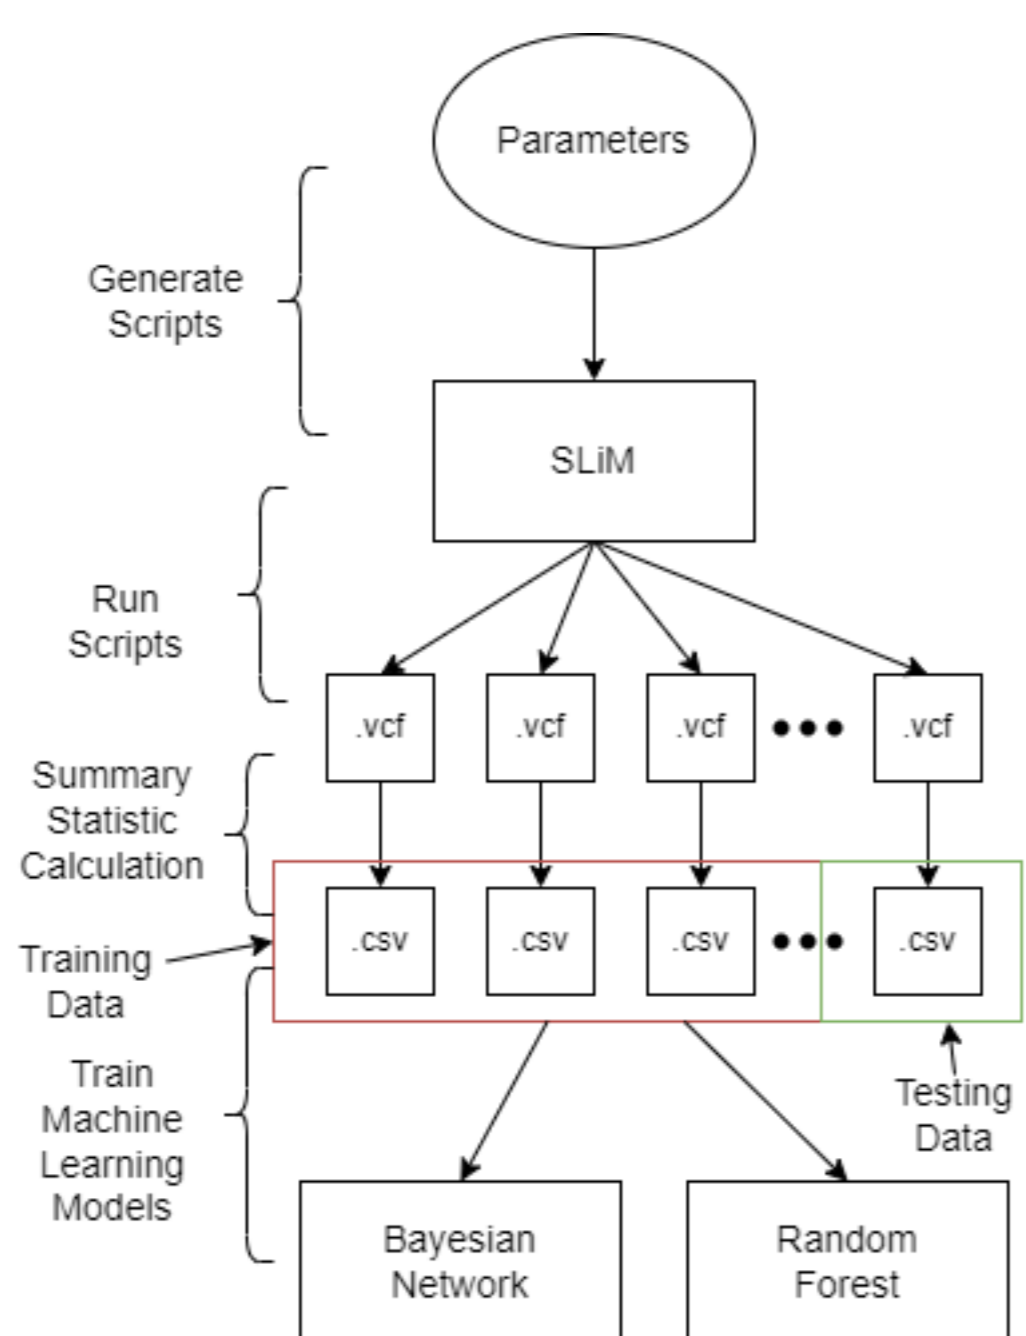 Parameters
Generate
Scripts
SLiM
Run
Scripts
.vcf .vcf .vcf .vcf
Summary
Statistic
Calculation
.csv .csv .csv .csv
Training
Data
Train
Machine
Learning
Models
Testing
Data
Bayesian
Network
Random
Forest